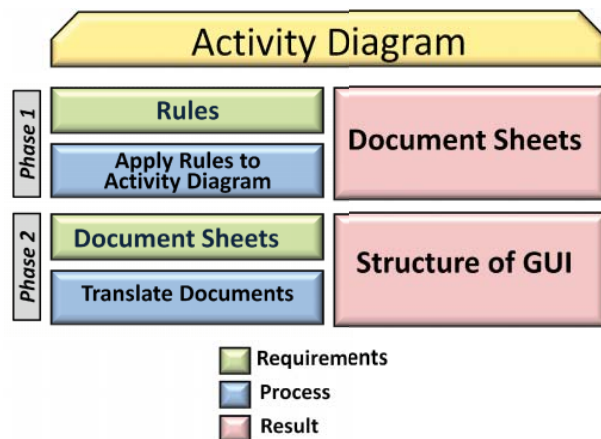 Activity Diagram
Phase 1
Rules
Apply Rules to
Activity Diagram
Document Sheets
Phase 2
Document Sheets
Translate Documents
Structure of GUI
Requirements
Process
Result